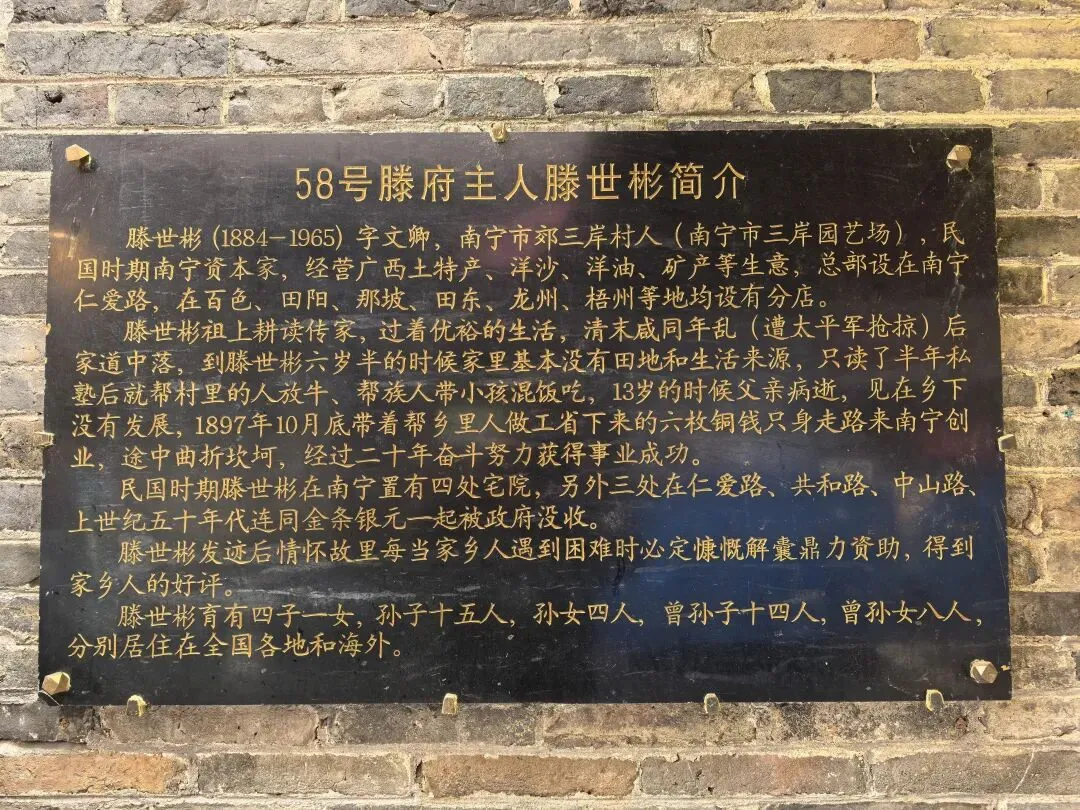 58号滕府主人滕世彬简介
滕世彬（1884-1965）字文卿，南宁市郊三岸村人（南宁市三岸园艺场），民
国时期南宁资本家，经营广西土特产、洋沙、洋油、矿产等生意，总部设在南宁
仁爱路，在百色、田阳、那坡、田东、龙州、梧州等地均设有分店。
滕世彬祖上耕读传家，过着优裕的生活，清末咸同年乱（遭太平军抢掠）后
家道中落，到滕世彬六岁半的时候家里基本没有田地和生活来源，只读了半年私
塾后就帮村里的人放牛、帮族人带小孩混饭吃，13岁的时候父亲病逝，见在乡下
没有发展，1897年10月底带着帮乡里人做工省下来的六枚铜钱只身走路来南宁创
业，途中曲折坎坷，经过二十年奋斗努力获得事业成功。
民国时期滕世彬在南宁置有四处宅院，另外三处在仁爱路、共和路、中山路、
上世纪五十年代连同金条银元一起被政府没收。
滕世彬发迹后情怀故里每当家乡人遇到困难时必定慷慨解囊鼎力资助，得到
家乡人的好评。
滕世彬育有四子一女，孙子十五人，孙女四人，曾孙子十四人，曾孙女八人，
分别居住在全国各地和海外。